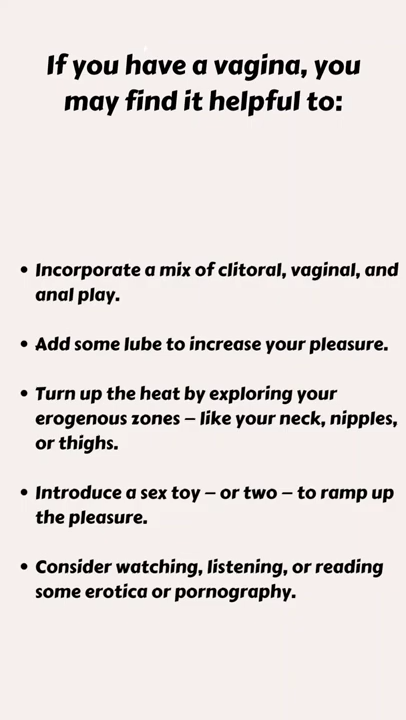 If you have a vagina, you
may find it helpful to:
• Incorporate a mix of clitoral, vaginal, and
anal play.
• Add some lube to increase your pleasure.
• Turn up the heat by exploring your
erogenous zones – like your neck, nipples,
or thighs.
• Introduce a sex toy – or two – to ramp up
the pleasure.
• Consider watching, listening, or reading
some erotica or pornography.